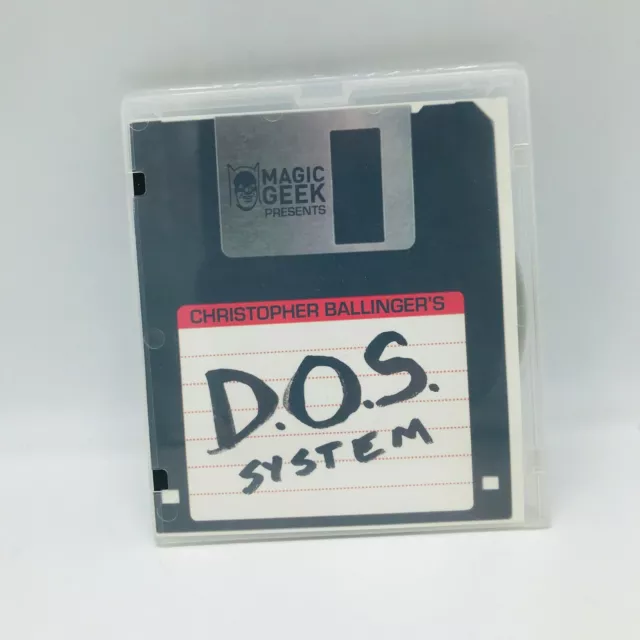 MAGIC
GEEK
PRESENTS
CHRISTOPHER BALLINGER'S
D.O.S.
SYSTEM